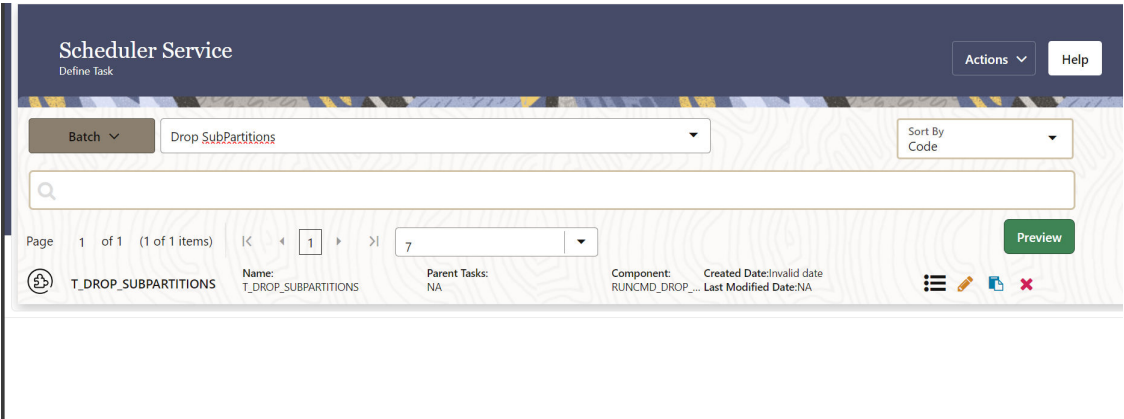 Scheduler Service
Define Task
Actions
Help
Batch
Drop SubPartitions
Sort By
Code
Page 1 of 1 (1 of 1 items) 1 7
Preview
T_DROP_SUBPARTITIONS
Name:
T_DROP_SUBPARTITIONS
Parent Tasks:
NA
Component:
RUNCMD_DROP_...
Created Date:Invalid date
Last Modified Date:NA